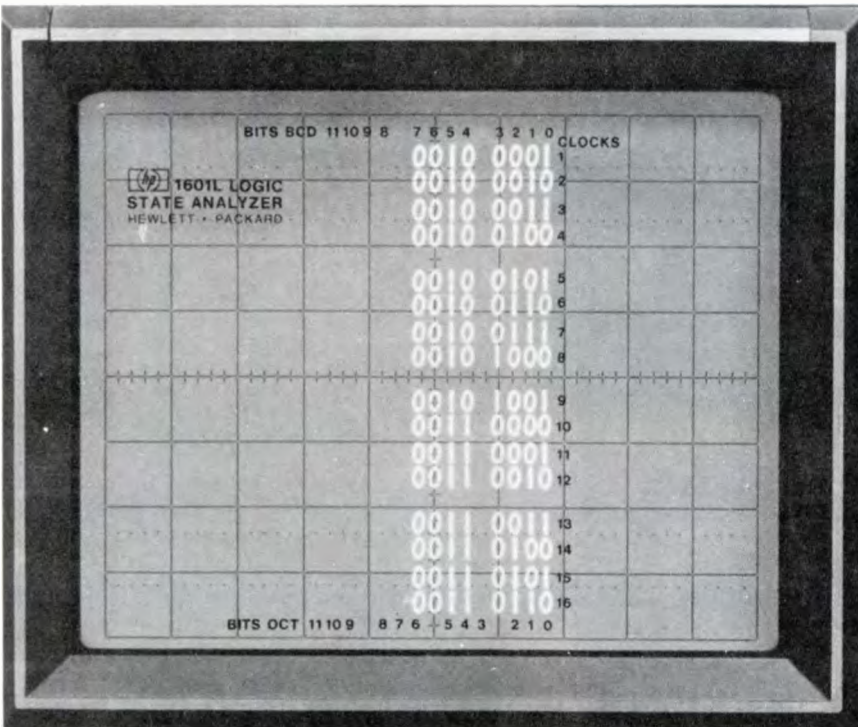 BITS BCD 11 10 9 8 7 6 5 4 3 2 1 0
CLOCKS
0010 0001 1
hp 1601L LOGIC
0010 0010 2
STATE ANALYZER
0010 0011 3
HEWLETT • PACKARD
0010 0100 4
0010 0101 5
0010 0110 6
0010 0111 7
0010 1000 8
0010 1001 9
0011 0000 10
0011 0001 11
0011 0010 12
0011 0011 13
0011 0100 14
0011 0101 15
0011 0110 16
BITS OCT 11 10 9 8 7 6 5 4 3 2 1 0